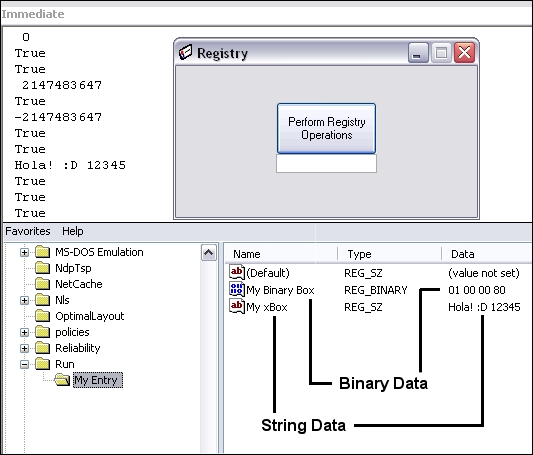 Immediate
0
True
True
2147483647
True
-2147483647
True
True
Hola! :D 12345
True
True
True
Registry
Perform Registry
Operations
Favorites Help
MS-DOS Emulation
NdpTsp
NetCache
Nls
OptimalLayout
policies
Reliability
Run
My Entry
Name Type Data
(Default) REG_SZ (value not set)
My Binary Box REG_BINARY 01 00 00 80
My xBox REG_SZ Hola! :D 12345
Binary Data
String Data